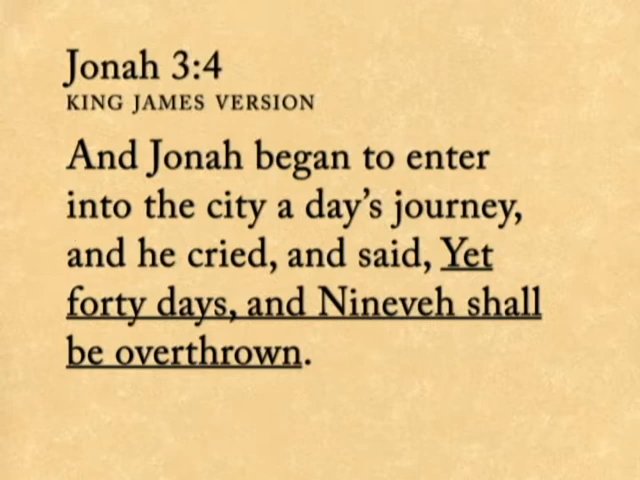 Jonah 3:4
KING JAMES VERSION
And Jonah began to enter
into the city a day’s journey,
and he cried, and said, Yet
forty days, and Nineveh shall
be overthrown.